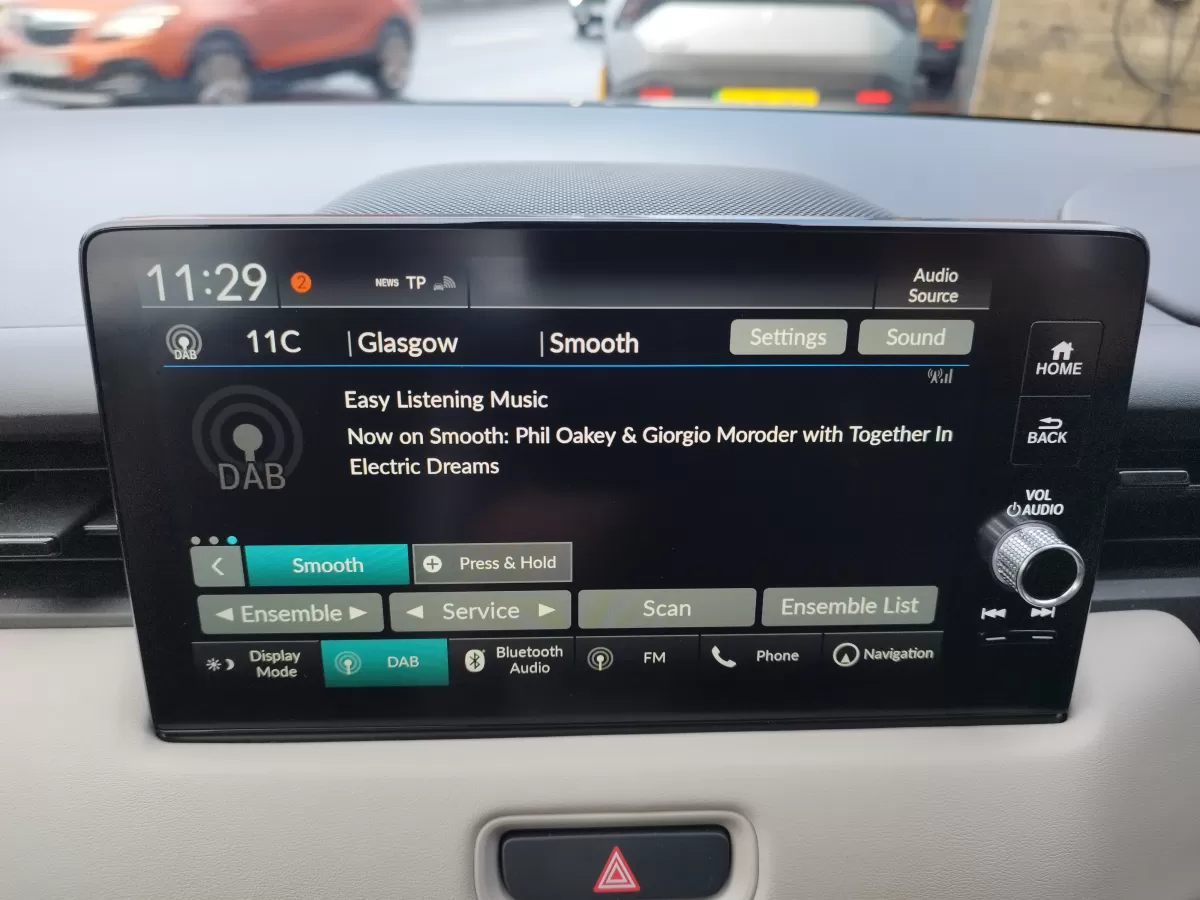 11:29
2
NEWS TP
Audio
Source
DAB
11C
|Glasgow
|Smooth
Settings
Sound
HOME
Easy Listening Music
Now on Smooth: Phil Oakey & Giorgio Moroder with Together In
Electric Dreams
DAB
BACK
VOL
AUDIO
Smooth
Press & Hold
Ensemble
Service
Scan
Ensemble List
Display
Mode
DAB
Bluetooth
Audio
FM
Phone
Navigation